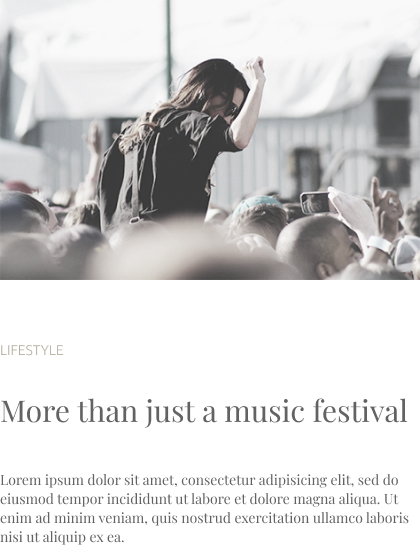 LIFESTYLE
More than just a music festival
Lorem ipsum dolor sit amet, consectetur adipisicing elit, sed do
eiusmod tempor incididunt ut labore et dolore magna aliqua. Ut
enim ad minim veniam, quis nostrud exercitation ullamco laboris
nisi ut aliquip ex ea.